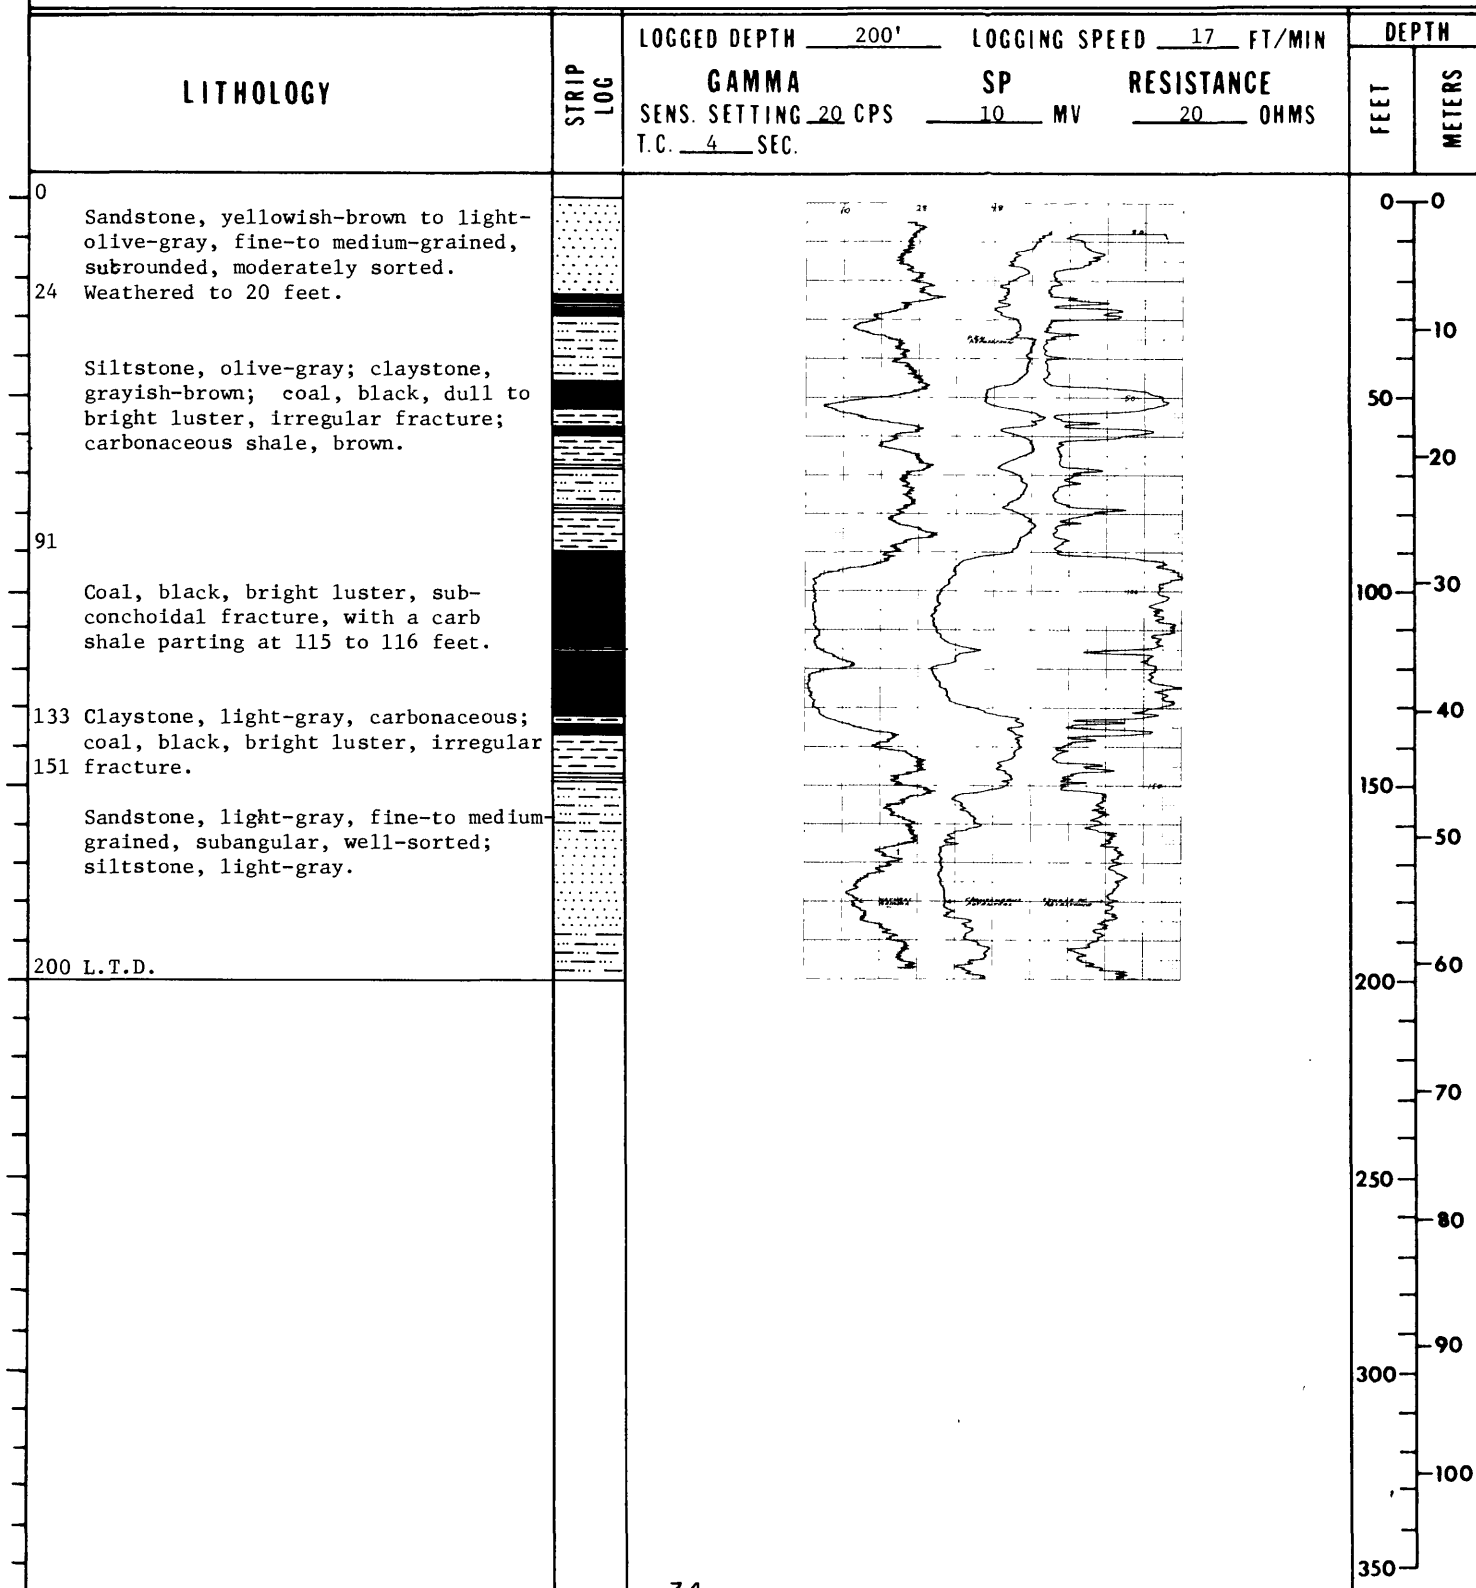 LITHOLOGY
STRIP LOG
LOGGED DEPTH 200' LOGGING SPEED 17 FT/MIN
GAMMA SP RESISTANCE
SENS. SETTING 20 CPS 10 MV 20 OHMS
T.C. 4 SEC.
DEPTH
FEET
METERS
0
Sandstone, yellowish-brown to light-
olive-gray, fine-to medium-grained,
subrounded, moderately sorted.
24 Weathered to 20 feet.
Siltstone, olive-gray; claystone,
grayish-brown; coal, black, dull to
bright luster, irregular fracture;
carbonaceous shale, brown.
91
Coal, black, bright luster, sub-
conchoidal fracture, with a carb
shale parting at 115 to 116 feet.
133 Claystone, light-gray, carbonaceous;
coal, black, bright luster, irregular
151 fracture.
Sandstone, light-gray, fine-to medium-
grained, subangular, well-sorted;
siltstone, light-gray.
200 L.T.D.
50
100
150
0 0
10
50
20
100 30
40
150
50
60
200
70
250
80
90
300
100
350